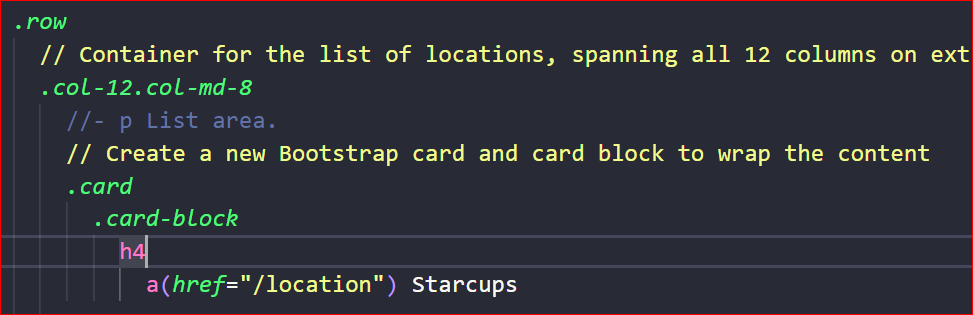 .row
// Container for the list of locations, spanning all 12 columns on ext
.col-12.col-md-8
//- p List area.
// Create a new Bootstrap card and card block to wrap the content
.card
.card-block
h4
a(href="/location") Starcups